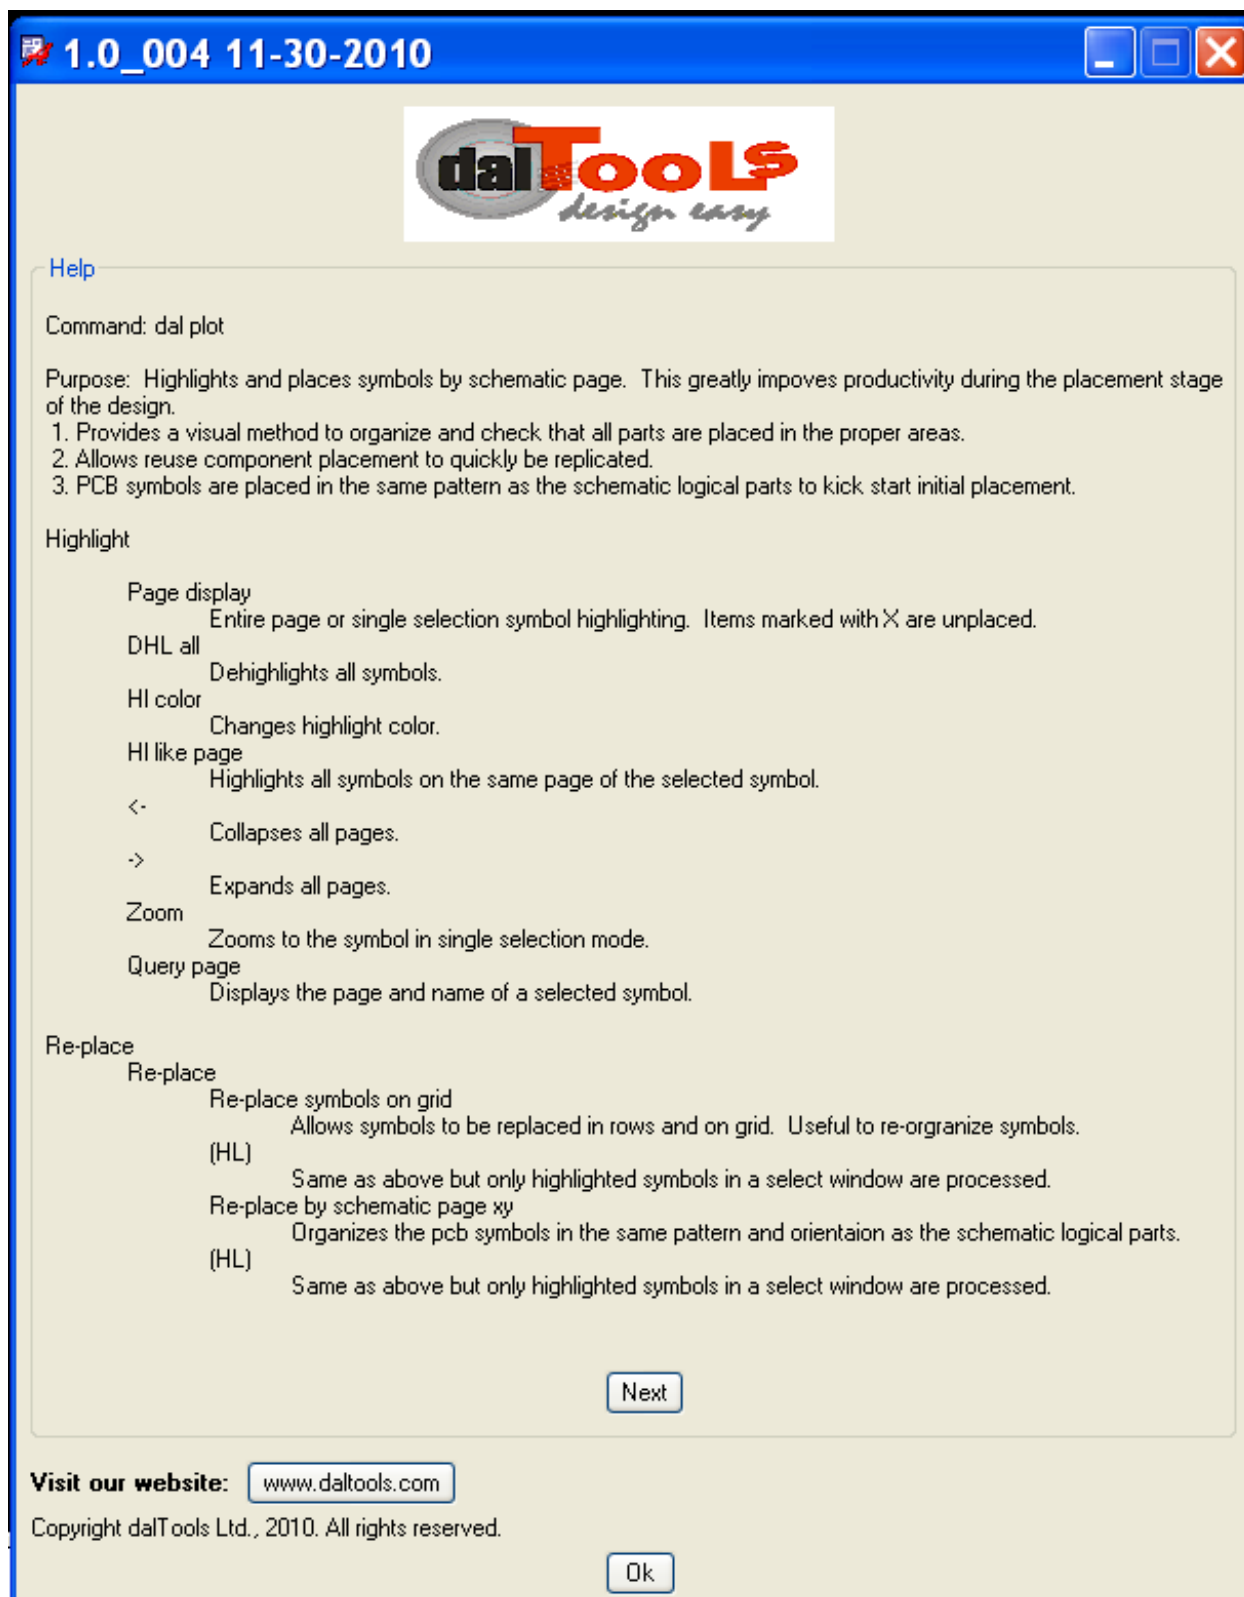 1.0_004 11-30-2010
dalTooLs
design easy
Help
Command: dal plot
Purpose:  Highlights and places symbols by schematic page.  This greatly impoves productivity during the placement stage
of the design.
1. Provides a visual method to organize and check that all parts are placed in the proper areas.
2. Allows reuse component placement to quickly be replicated.
3. PCB symbols are placed in the same pattern as the schematic logical parts to kick start initial placement.
Highlight
Page display
Entire page or single selection symbol highlighting.  Items marked with X are unplaced.
DHL all
Dehighlights all symbols.
HI color
Changes highlight color.
HI like page
Highlights all symbols on the same page of the selected symbol.
<-
Collapses all pages.
->
Expands all pages.
Zoom
Zooms to the symbol in single selection mode.
Query page
Displays the page and name of a selected symbol.
Re-place
Re-place
Re-place symbols on grid
Allows symbols to be replaced in rows and on grid.  Useful to re-orgranize symbols.
(HL)
Same as above but only highlighted symbols in a select window are processed.
Re-place by schematic page xy
Organizes the pcb symbols in the same pattern and orientaion as the schematic logical parts.
(HL)
Same as above but only highlighted symbols in a select window are processed.
Next
Visit our website: www.daltools.com
Copyright dalTools Ltd., 2010. All rights reserved.
Ok